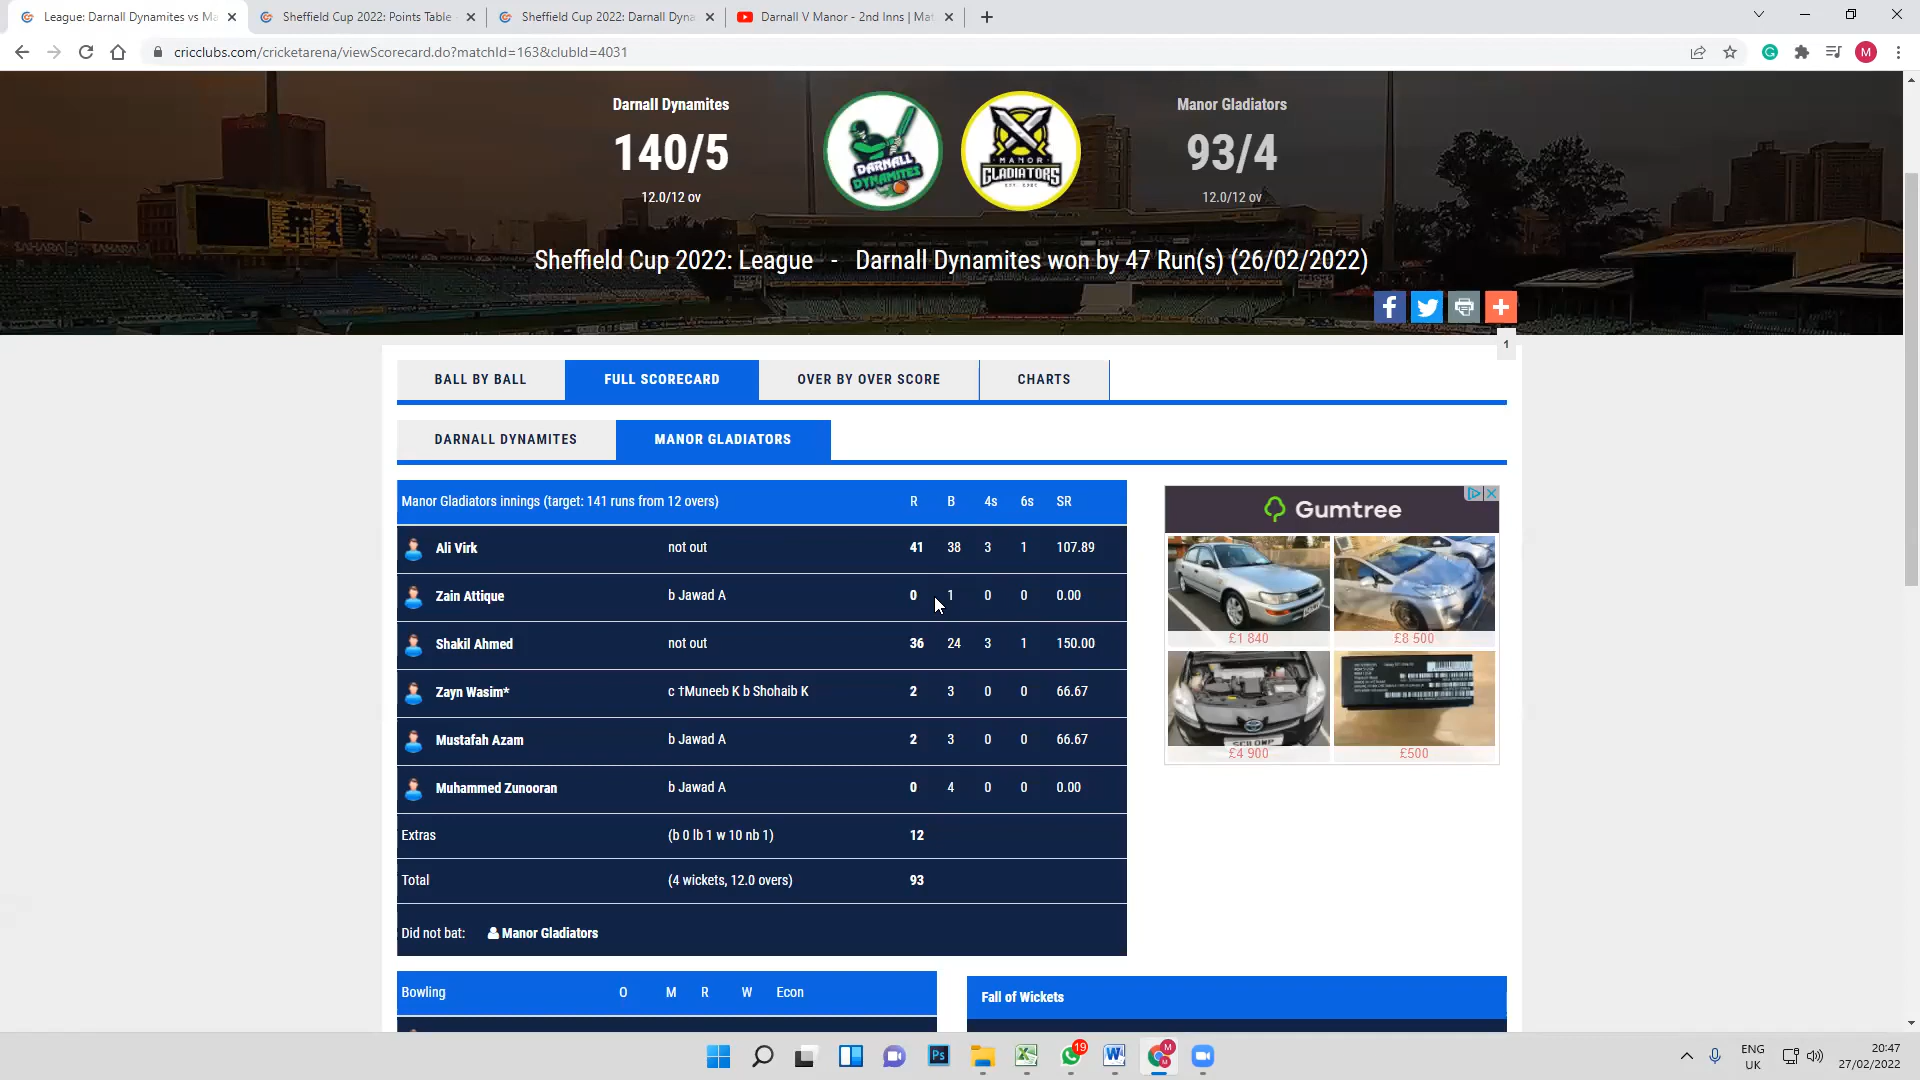 League: Darnall Dynamites vs Ma
Sheffield Cup 2022: Points Table -
Sheffield Cup 2022: Darnall Dyna
Darnall V Manor - 2nd Inns | Mat
cricclubs.com/cricketarena/viewScorecard.do?matchId=163&clubId=4031
M
Darnall Dynamites
140/5
12.0/12 ov
DARNALL
DYNAMITES
MANOR
GLADIATORS
Manor Gladiators
93/4
12.0/12 ov
SAHARA
Sheffield Cup 2022: League - Darnall Dynamites won by 47 Run(s) (26/02/2022)
1
BALL BY BALL
FULL SCORECARD
OVER BY OVER SCORE
CHARTS
DARNALL DYNAMITES
MANOR GLADIATORS
Manor Gladiators innings (target: 141 runs from 12 overs) R B 4s 6s SR
Ali Virk not out 41 38 3 1 107.89
Zain Attique b Jawad A 0 1 0 0 0.00
Shakil Ahmed not out 36 24 3 1 150.00
Zayn Wasim* c †Muneeb K b Shohaib K 2 3 0 0 66.67
Mustafah Azam b Jawad A 2 3 0 0 66.67
Muhammed Zunooran b Jawad A 0 4 0 0 0.00
Extras (b 0 lb 1 w 10 nb 1) 12
Total (4 wickets, 12.0 overs) 93
Did not bat: Manor Gladiators
Gumtree
£1 840
£8 500
£4 900
£500
Bowling O M R W Econ
Fall of Wickets
Ps
19
ENG
UK
20:47
27/02/2022